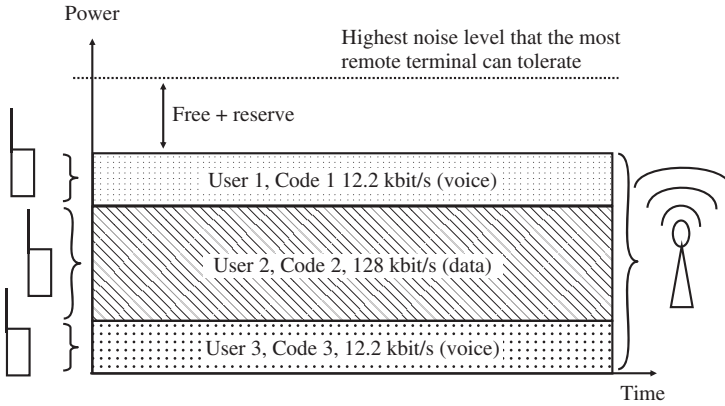 Power
Highest noise level that the most
remote terminal can tolerate
Free + reserve
User 1, Code 1 12.2 kbit/s (voice)
User 2, Code 2, 128 kbit/s (data)
User 3, Code 3, 12.2 kbit/s (voice)
Time